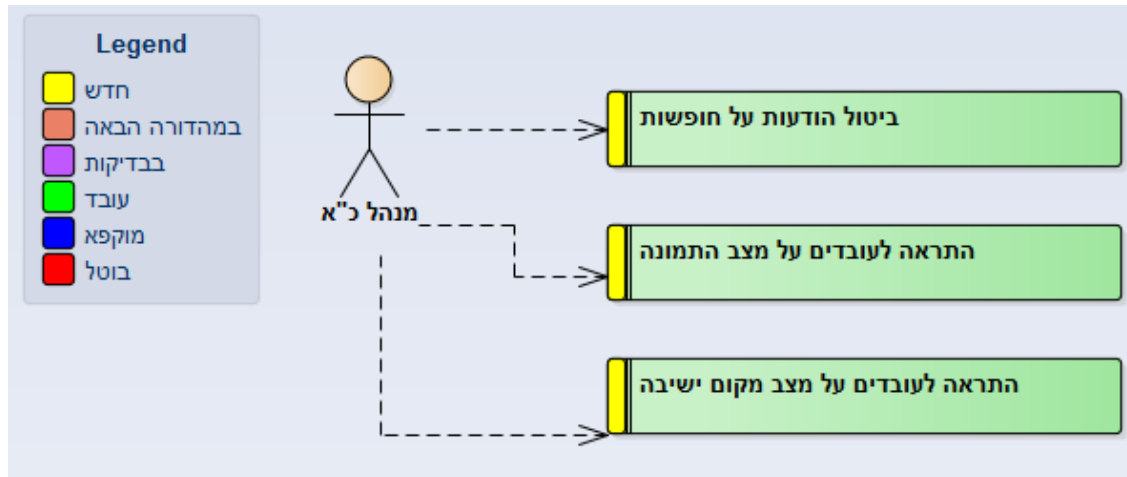 Legend
חדש
במהדורה הבאה
בבדיקות
עובד
מוקפא
בוטל
מנהל כ"א
ביטול הודעות על חופשות
התראה לעובדים על מצב התמונה
התראה לעובדים על מצב מקום ישיבה